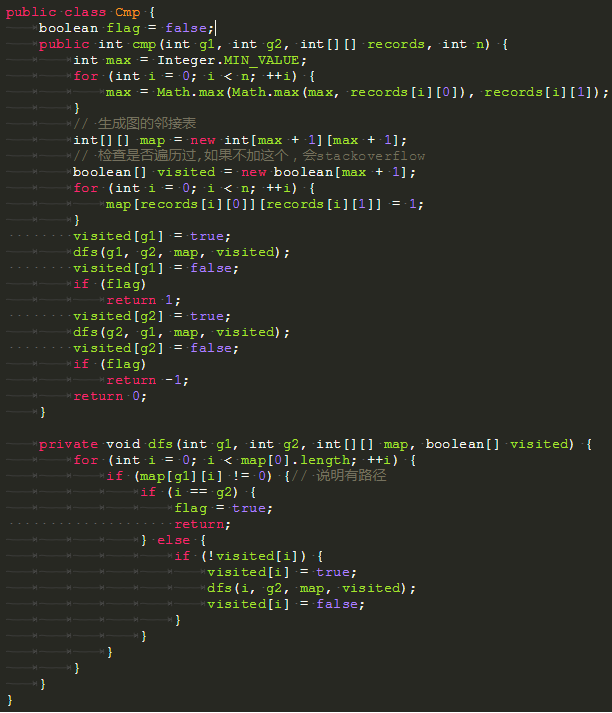 public class Cmp {
    boolean flag = false;
    public int cmp(int g1, int g2, int[][] records, int n) {
        int max = Integer.MIN_VALUE;
        for (int i = 0; i < n; ++i) {
            max = Math.max(Math.max(max, records[i][0]), records[i][1]);
        }
        // 生成图的邻接表
        int[][] map = new int[max + 1][max + 1];
        // 检查是否遍历过,如果不加这个，会stackoverflow
        boolean[] visited = new boolean[max + 1];
        for (int i = 0; i < n; ++i) {
            map[records[i][0]][records[i][1]] = 1;
        }
        visited[g1] = true;
        dfs(g1, g2, map, visited);
        visited[g1] = false;
        if (flag)
            return 1;
        visited[g2] = true;
        dfs(g2, g1, map, visited);
        visited[g2] = false;
        if (flag)
            return -1;
        return 0;
    }

    private void dfs(int g1, int g2, int[][] map, boolean[] visited) {
        for (int i = 0; i < map[0].length; ++i) {
            if (map[g1][i] != 0) {// 说明有路径
                if (i == g2) {
                    flag = true;
                    return;
                } else {
                    if (!visited[i]) {
                        visited[i] = true;
                        dfs(i, g2, map, visited);
                        visited[i] = false;
                    }
                }
            }
        }
    }
}